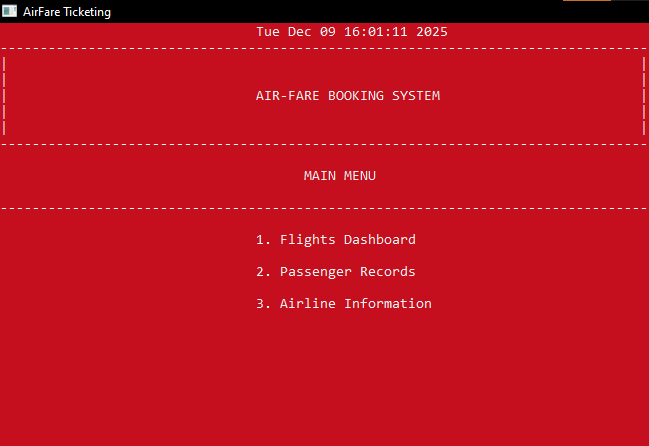 AirFare Ticketing
Tue Dec 09 16:01:11 2025
AIR-FARE BOOKING SYSTEM
MAIN MENU
1. Flights Dashboard
2. Passenger Records
3. Airline Information